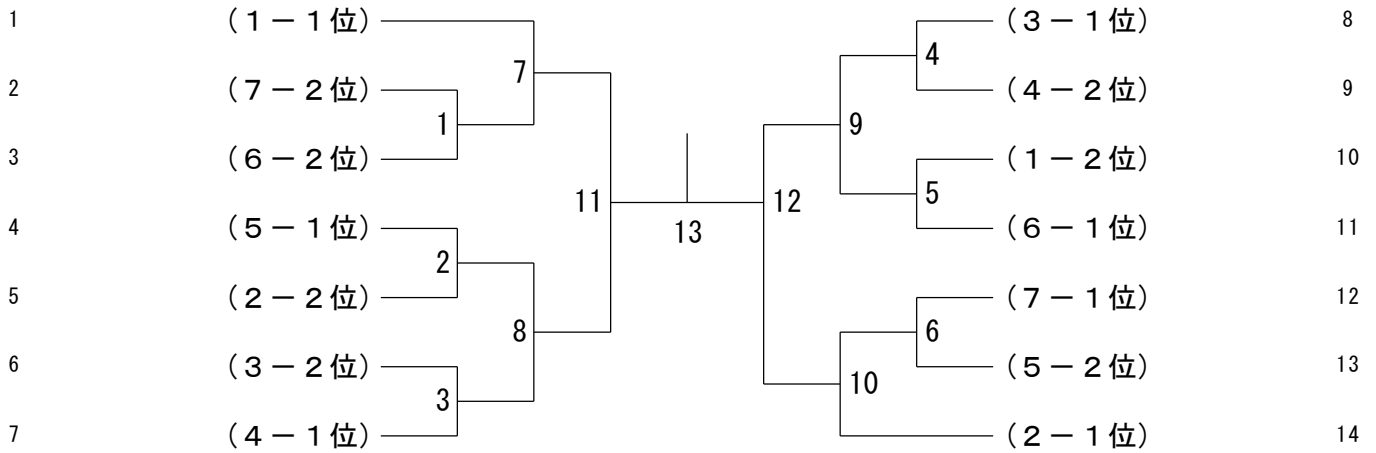 1 (1－1位) (3－1位) 8
7 4
2 (7－2位) (4－2位) 9
1 9
3 (6－2位) (1－2位) 10
11 12 5
4 (5－1位) 13 (6－1位) 11
2
5 (2－2位) (7－1位) 12
8 6
6 (3－2位) (5－2位) 13
3 10
7 (4－1位) (2－1位) 14